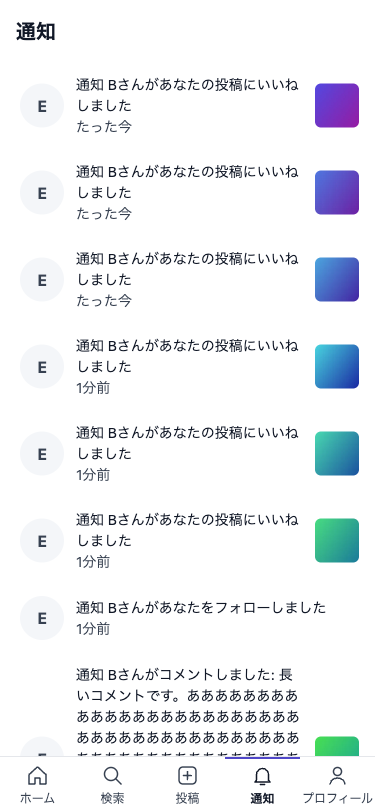 通知
E
通知 Bさんがあなたの投稿にいいね
しました
たった今
E
通知 Bさんがあなたの投稿にいいね
しました
たった今
E
通知 Bさんがあなたの投稿にいいね
しました
たった今
E
通知 Bさんがあなたの投稿にいいね
しました
1分前
E
通知 Bさんがあなたの投稿にいいね
しました
1分前
E
通知 Bさんがあなたの投稿にいいね
しました
1分前
E
通知 Bさんがあなたをフォローしました
1分前
通知 Bさんがコメントしました: 長
いコメントです。ああああああああ
ああああああああああああああああ
ああああああああああああああああ
ホーム
検索
投稿
通知
プロフィール